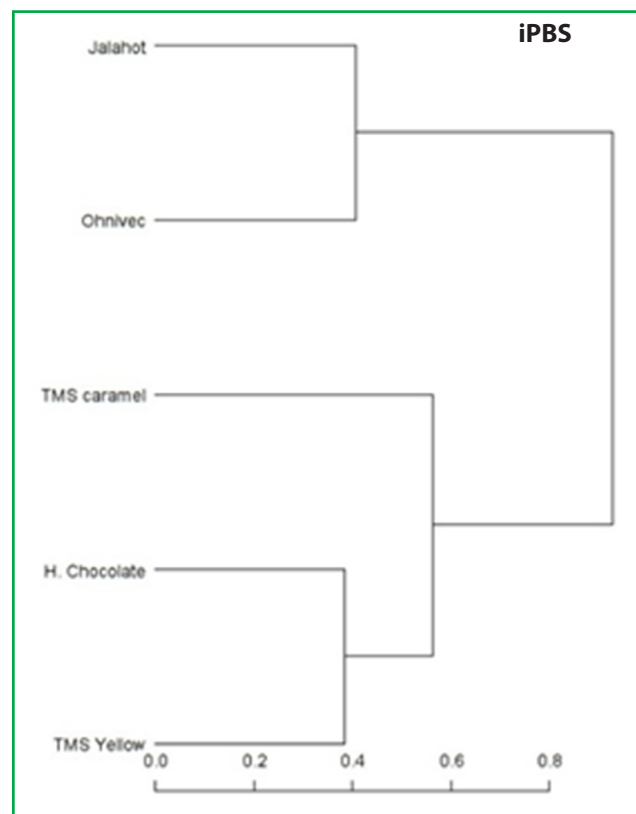 iPBS
Jalahot
Ohnivec
TMS caramel
H. Chocolate
TMS Yellow
0.0 0.2 0.4 0.6 0.8